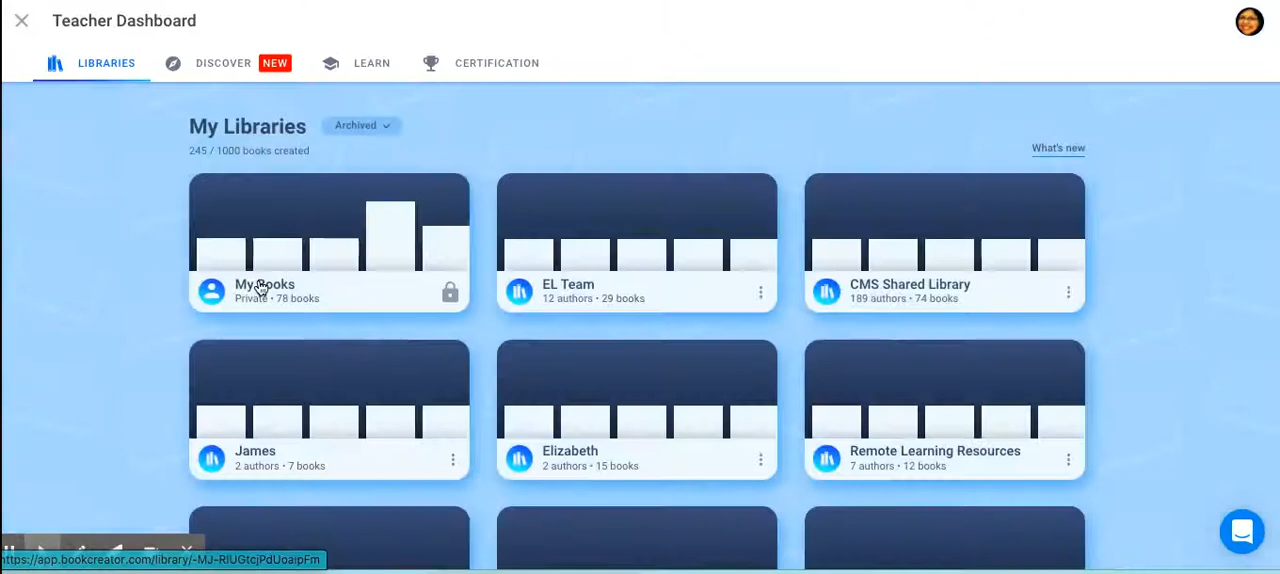 Teacher Dashboard
LIBRARIES DISCOVER NEW LEARN CERTIFICATION
My Libraries Archived
245 / 1000 books created
What's new
My Books
Private • 78 books
EL Team
12 authors • 29 books
CMS Shared Library
189 authors • 74 books
James
2 authors • 7 books
Elizabeth
2 authors • 15 books
Remote Learning Resources
7 authors • 12 books
https://app.bookcreator.com/library/-MJ-RlUGtcjPdUoaipFm